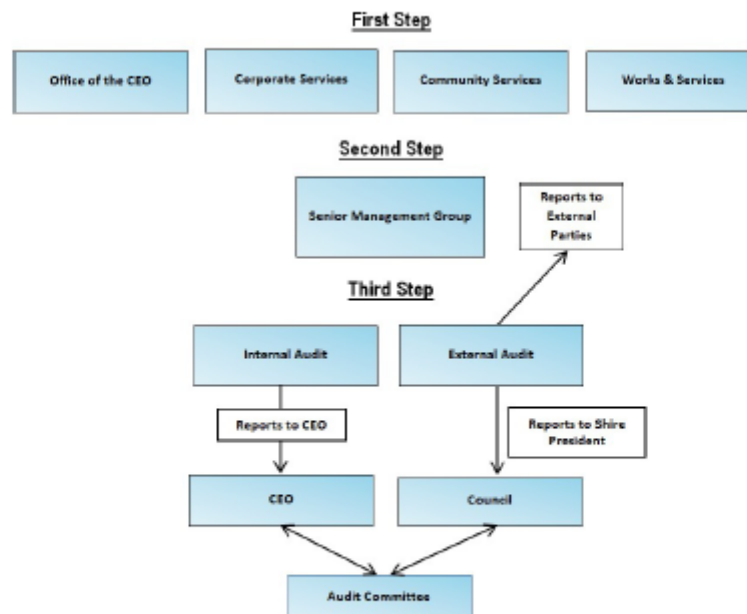 First Step
Office of the CEO
Corporate Services
Community Services
Works & Services
Second Step
Senior Management Group
Reports to
External
Parties
Third Step
Internal Audit
External Audit
Reports to CEO
Reports to Shire
President
CEO
Council
Audit Committee